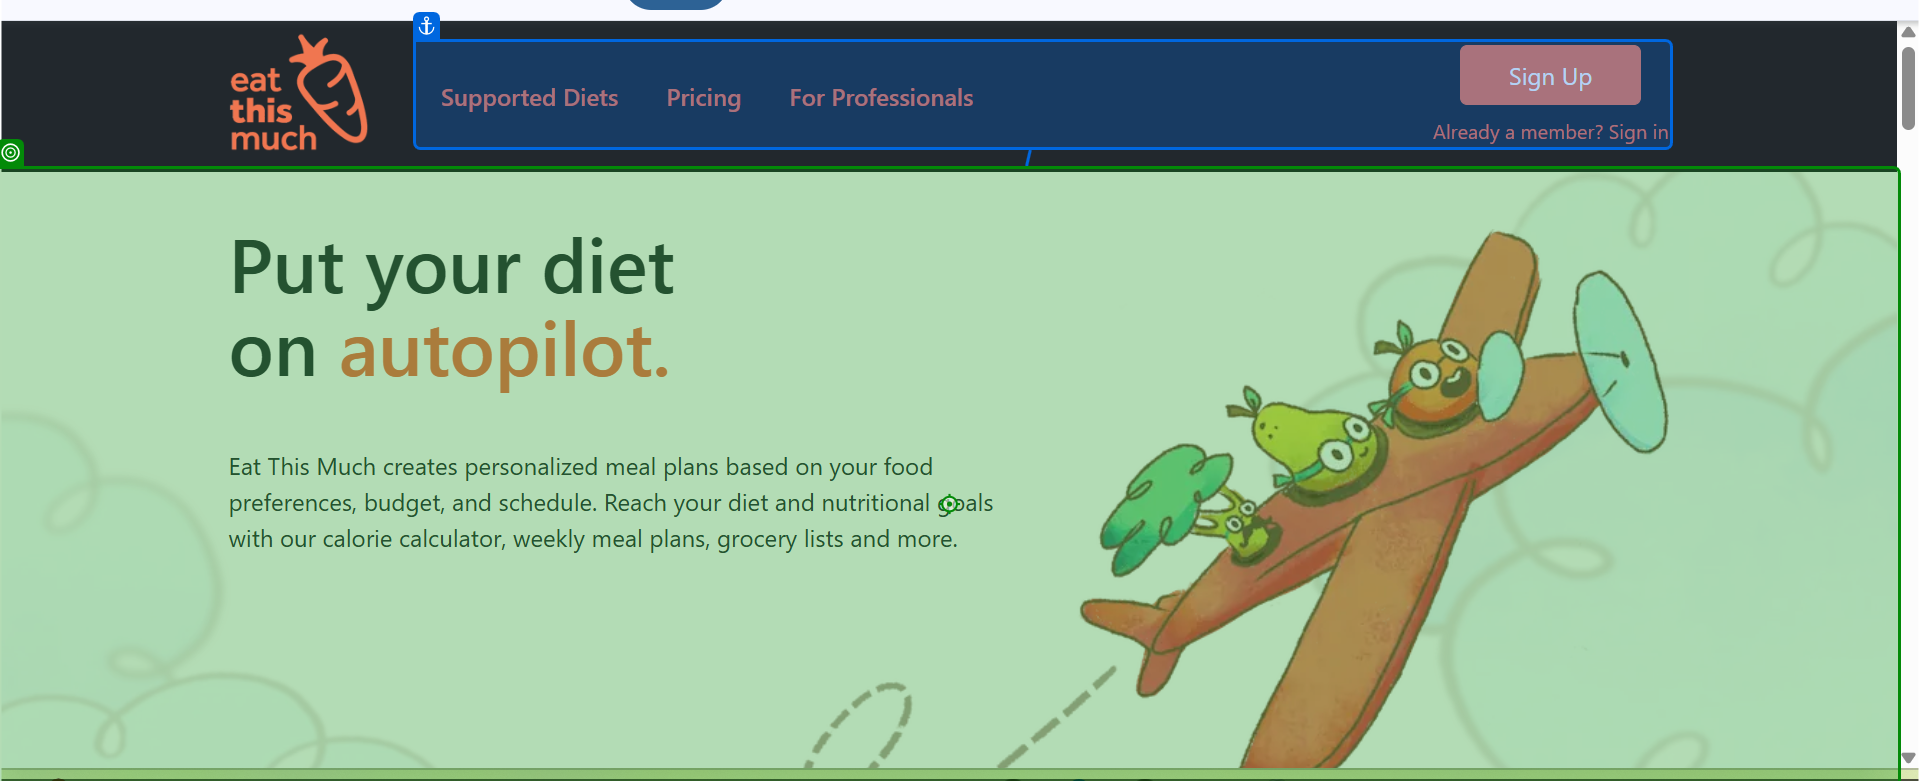 eat
this
much
Supported Diets
Pricing
For Professionals
Sign Up
Already a member? Sign in
Put your diet
on autopilot.
Eat This Much creates personalized meal plans based on your food
preferences, budget, and schedule. Reach your diet and nutritional goals
with our calorie calculator, weekly meal plans, grocery lists and more.